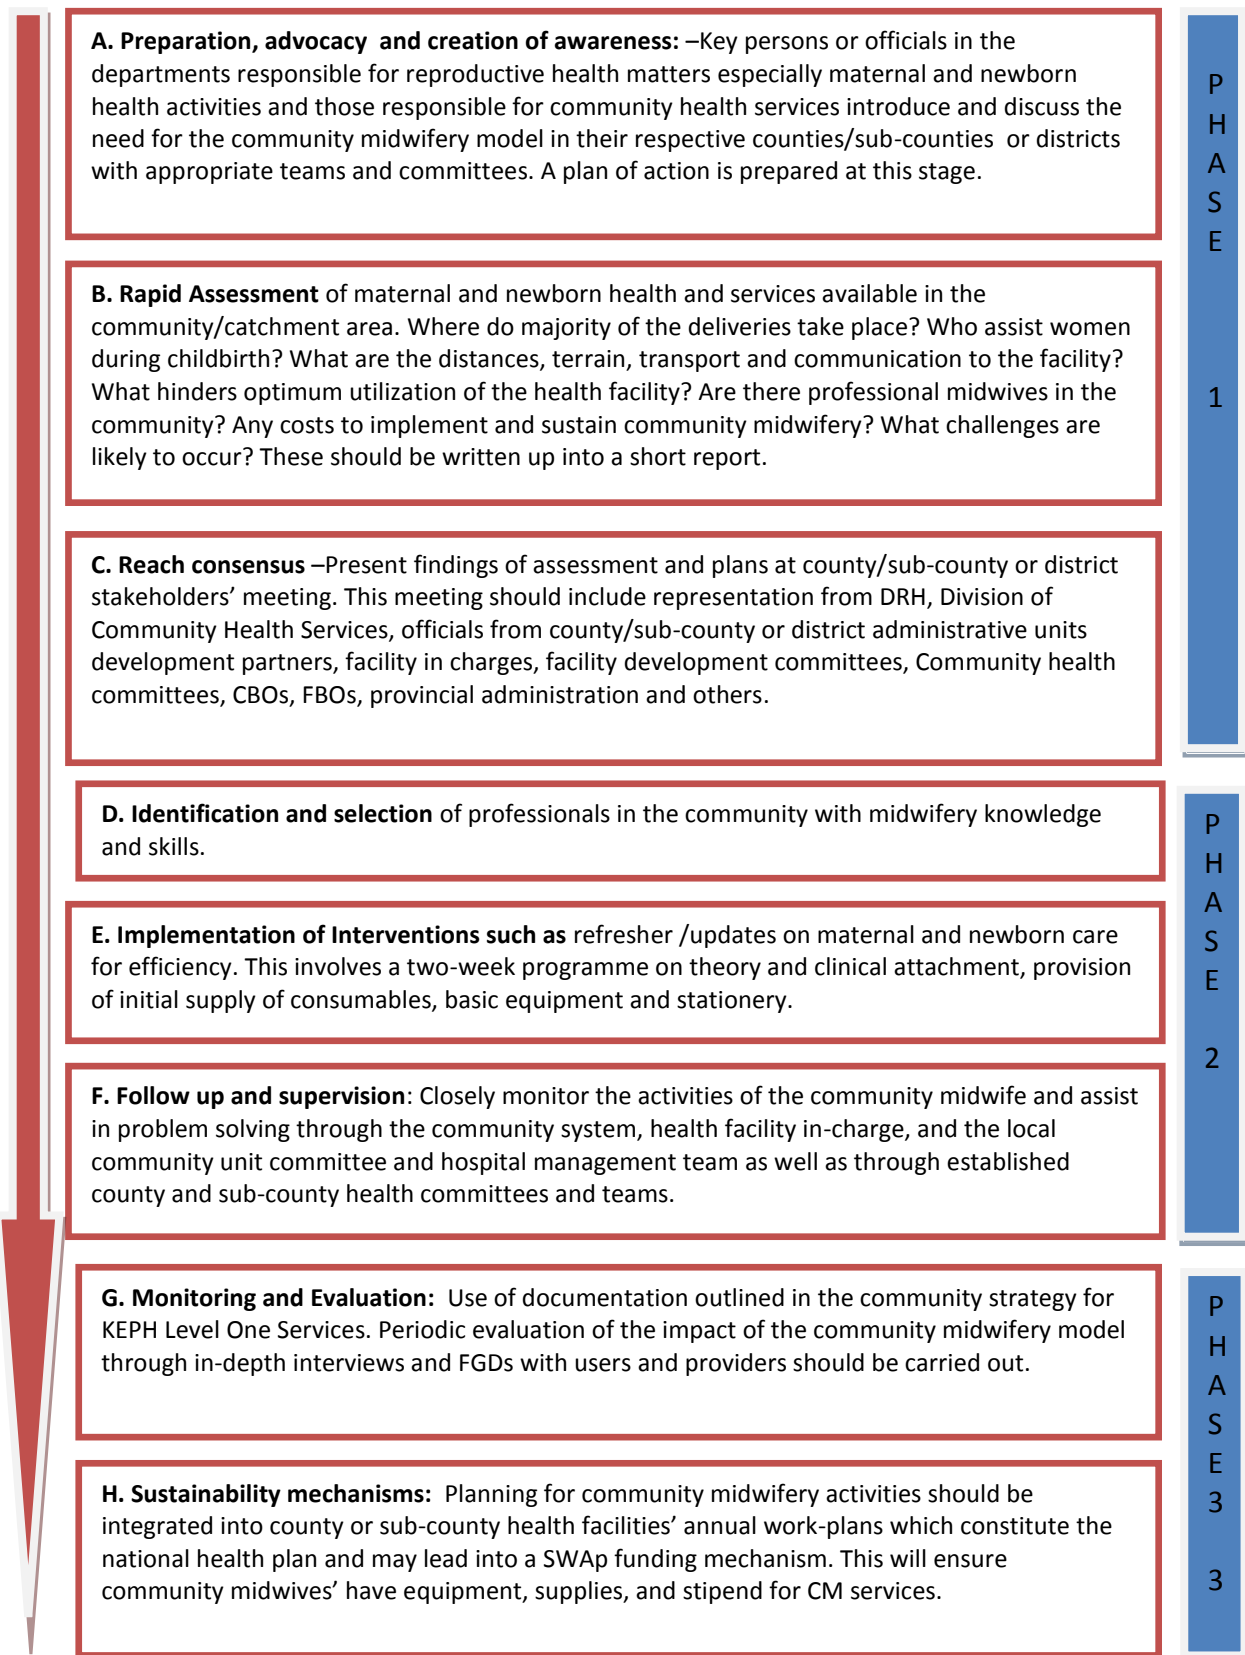 A. Preparation, advocacy  and creation of awareness: –Key persons or officials in the
departments responsible for reproductive health matters especially maternal and newborn
health activities and those responsible for community health services introduce and discuss the
need for the community midwifery model in their respective counties/sub-counties  or districts
with appropriate teams and committees. A plan of action is prepared at this stage.
B. Rapid Assessment of maternal and newborn health and services available in the
community/catchment area. Where do majority of the deliveries take place? Who assist women
during childbirth? What are the distances, terrain, transport and communication to the facility?
What hinders optimum utilization of the health facility? Are there professional midwives in the
community? Any costs to implement and sustain community midwifery? What challenges are
likely to occur? These should be written up into a short report.
C. Reach consensus –Present findings of assessment and plans at county/sub-county or district
stakeholders’ meeting. This meeting should include representation from DRH, Division of
Community Health Services, officials from county/sub-county or district administrative units
development partners, facility in charges, facility development committees, Community health
committees, CBOs, FBOs, provincial administration and others.
P
H
A
S
E
1
D. Identification and selection of professionals in the community with midwifery knowledge
and skills.
E. Implementation of Interventions such as refresher /updates on maternal and newborn care
for efficiency. This involves a two-week programme on theory and clinical attachment, provision
of initial supply of consumables, basic equipment and stationery.
F. Follow up and supervision: Closely monitor the activities of the community midwife and assist
in problem solving through the community system, health facility in-charge, and the local
community unit committee and hospital management team as well as through established
county and sub-county health committees and teams.
P
H
A
S
E
2
G. Monitoring and Evaluation:  Use of documentation outlined in the community strategy for
KEPH Level One Services. Periodic evaluation of the impact of the community midwifery model
through in-depth interviews and FGDs with users and providers should be carried out.
H. Sustainability mechanisms:  Planning for community midwifery activities should be
integrated into county or sub-county health facilities’ annual work-plans which constitute the
national health plan and may lead into a SWAp funding mechanism. This will ensure
community midwives’ have equipment, supplies, and stipend for CM services.
P
H
A
S
E
3
3